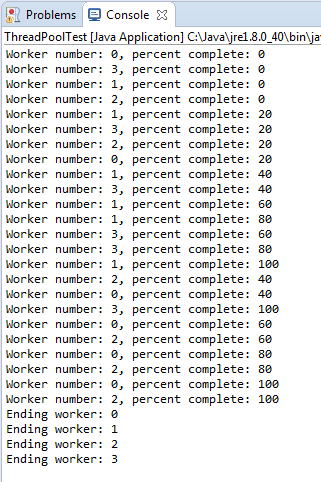 Problems Console
ThreadPoolTest [Java Application] C:\Java\jre1.8.0_40\bin\ja
Worker number: 0, percent complete: 0
Worker number: 3, percent complete: 0
Worker number: 1, percent complete: 0
Worker number: 2, percent complete: 0
Worker number: 1, percent complete: 20
Worker number: 3, percent complete: 20
Worker number: 2, percent complete: 20
Worker number: 0, percent complete: 20
Worker number: 1, percent complete: 40
Worker number: 3, percent complete: 40
Worker number: 1, percent complete: 60
Worker number: 1, percent complete: 80
Worker number: 3, percent complete: 60
Worker number: 3, percent complete: 80
Worker number: 1, percent complete: 100
Worker number: 2, percent complete: 40
Worker number: 0, percent complete: 40
Worker number: 3, percent complete: 100
Worker number: 0, percent complete: 60
Worker number: 2, percent complete: 60
Worker number: 0, percent complete: 80
Worker number: 2, percent complete: 80
Worker number: 0, percent complete: 100
Worker number: 2, percent complete: 100
Ending worker: 0
Ending worker: 1
Ending worker: 2
Ending worker: 3